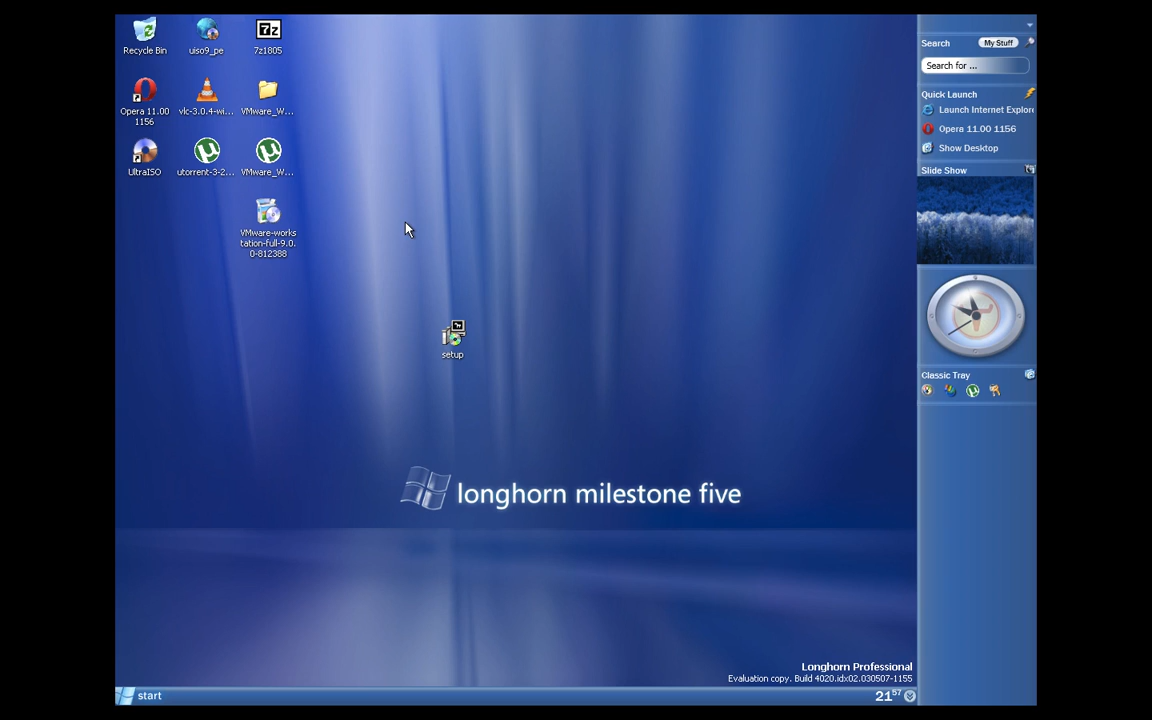 Recycle Bin
uiso9_pe
7z1805
Opera 11.00
1156
vlc-3.0.4-wi...
VMware_W...
UltraISO
utorrent-3-2...
VMware_W...
VMware-works
tation-full-9.0.
0-812388
setup
longhorn milestone five
Longhorn Professional
Evaluation copy. Build 4020.idx02.030507-1155
start
21 57
Search
My Stuff
Search for ...
Quick Launch
Launch Internet Explore
Opera 11.00 1156
Show Desktop
Slide Show
Classic Tray